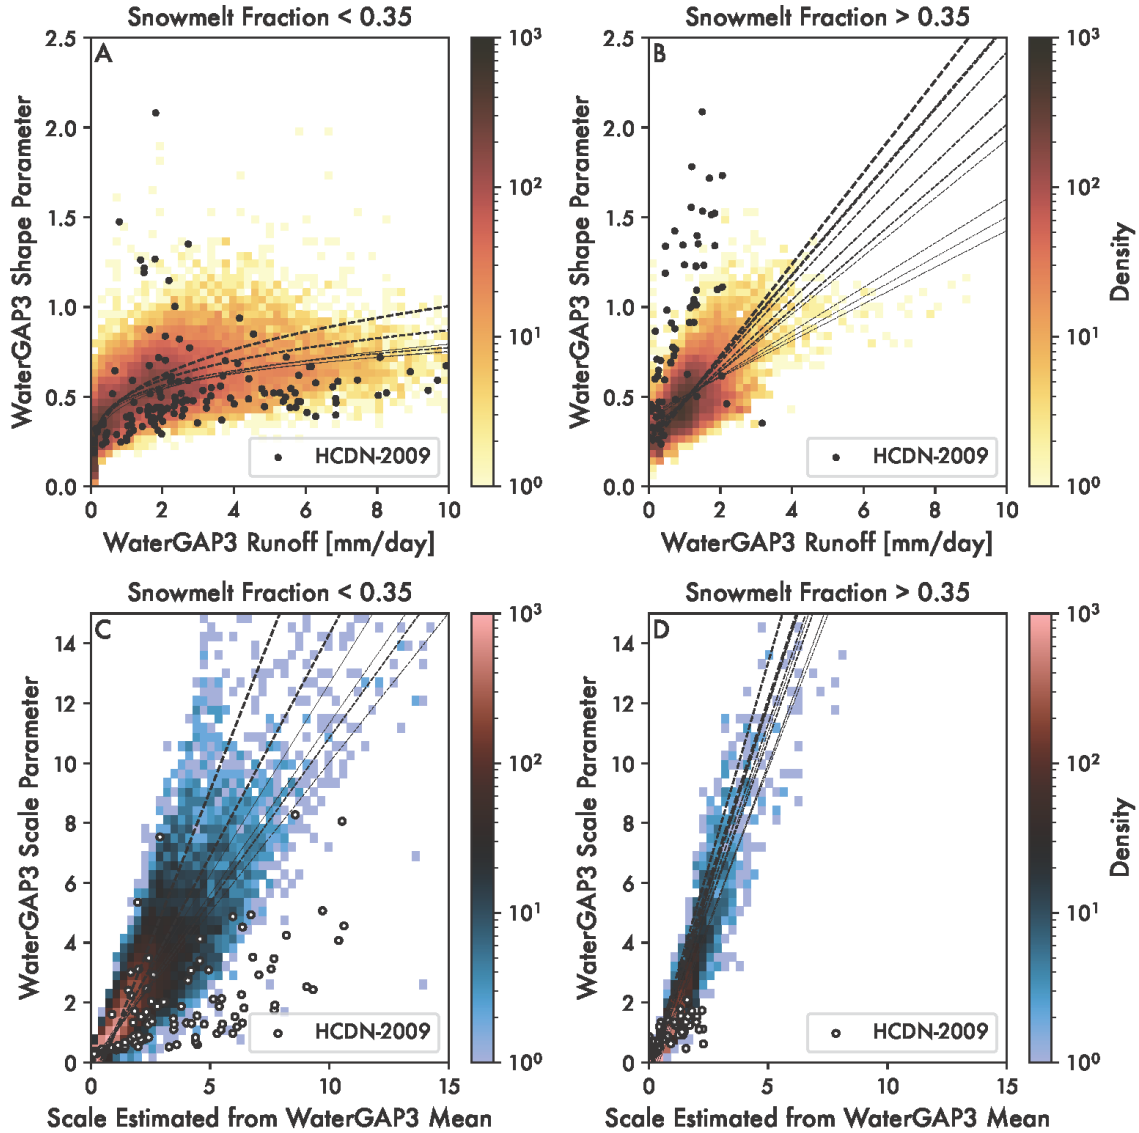 Snowmelt Fraction < 0.35
Snowmelt Fraction > 0.35
A
B
2.5
2.0
1.5
1.0
0.5
0.0
WaterGAP3 Shape Parameter
0 2 4 6 8 10
WaterGAP3 Runoff [mm/day]
HCDN-2009
10³
10²
10¹
10⁰
2.5
2.0
1.5
1.0
0.5
0.0
WaterGAP3 Shape Parameter
0 2 4 6 8 10
WaterGAP3 Runoff [mm/day]
HCDN-2009
10³
10²
10¹
10⁰
Density
Snowmelt Fraction < 0.35
Snowmelt Fraction > 0.35
C
D
14
12
10
8
6
4
2
0
WaterGAP3 Scale Parameter
0 5 10 15
Scale Estimated from WaterGAP3 Mean
HCDN-2009
10³
10²
10¹
10⁰
14
12
10
8
6
4
2
0
WaterGAP3 Scale Parameter
0 5 10 15
Scale Estimated from WaterGAP3 Mean
HCDN-2009
10³
10²
10¹
10⁰
Density